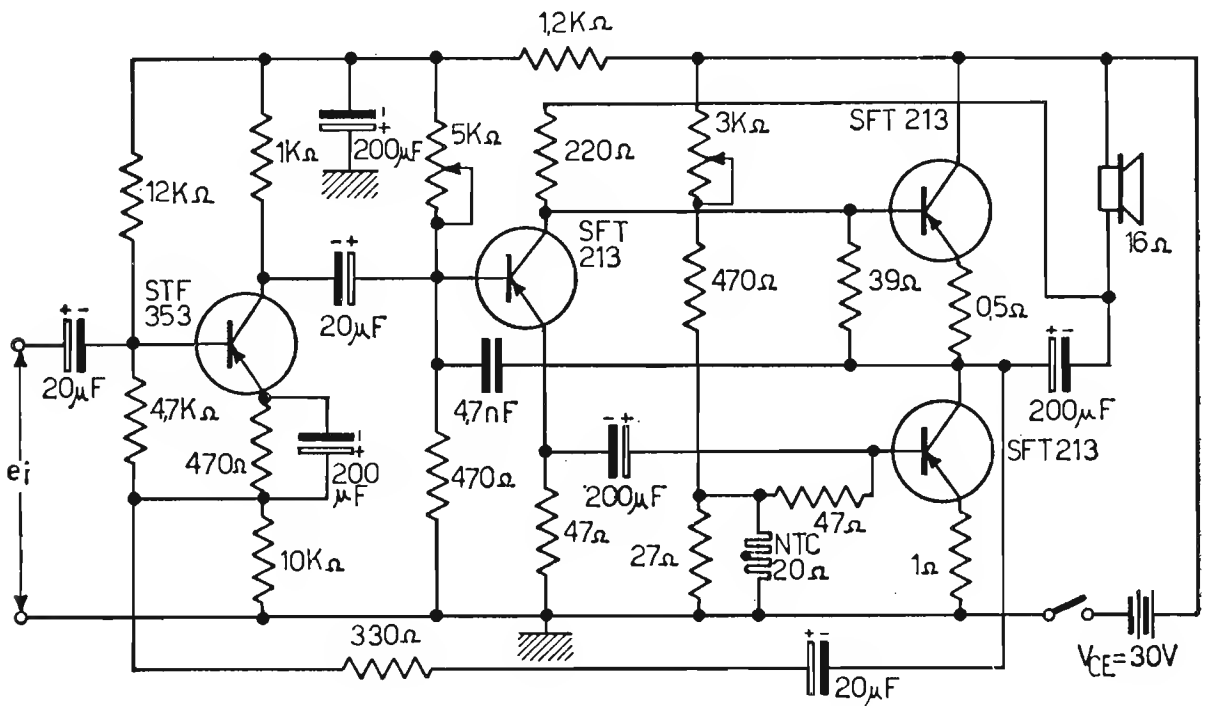 1,2KΩ
12KΩ
1KΩ
200µF
5KΩ
220Ω
3KΩ
SFT 213
16Ω
STF
353
20µF
SFT
213
470Ω
39Ω
0,5Ω
ei
20µF
4,7KΩ
470Ω
200
µF
4,7nF
200µF
SFT213
470Ω
200µF
47Ω
10KΩ
47Ω
27Ω
NTC
20Ω
1Ω
330Ω
20µF
VCE=30V